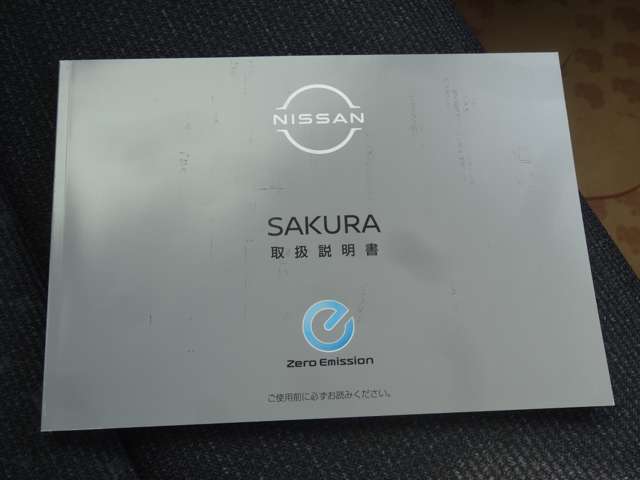 NISSAN
SAKURA
取扱説明書
Zero Emission
ご使用前に必ずお読みください。